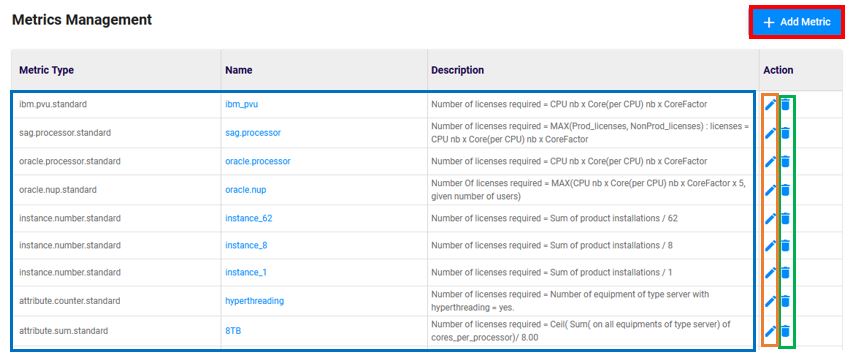 Metrics Management
+ Add Metric
Metric Type Name Description Action
ibm.pvu.standard ibm_pvu Number of licenses required = CPU nb x Core(per CPU) nb x CoreFactor
sag.processor.standard sag.processor Number of licenses required = MAX(Prod_licenses, NonProd_licenses) : licenses =
CPU nb x Core(per CPU) nb x CoreFactor
oracle.processor.standard oracle.processor Number of licenses required = CPU nb x Core(per CPU) nb x CoreFactor
oracle.nup.standard oracle.nup Number Of licenses required = MAX(CPU nb x Core(per CPU) nb x CoreFactor x 5,
given number of users)
instance.number.standard instance_62 Number of licenses required = Sum of product installations / 62
instance.number.standard instance_8 Number of licenses required = Sum of product installations / 8
instance.number.standard instance_1 Number of licenses required = Sum of product installations / 1
attribute.counter.standard hyperthreading Number of licenses required = Number of equipment of type server with
hyperthreading = yes.
attribute.sum.standard 8TB Number of licenses required = Ceil( Sum( on all equipments of type server) of
cores_per_processor)/ 8.00